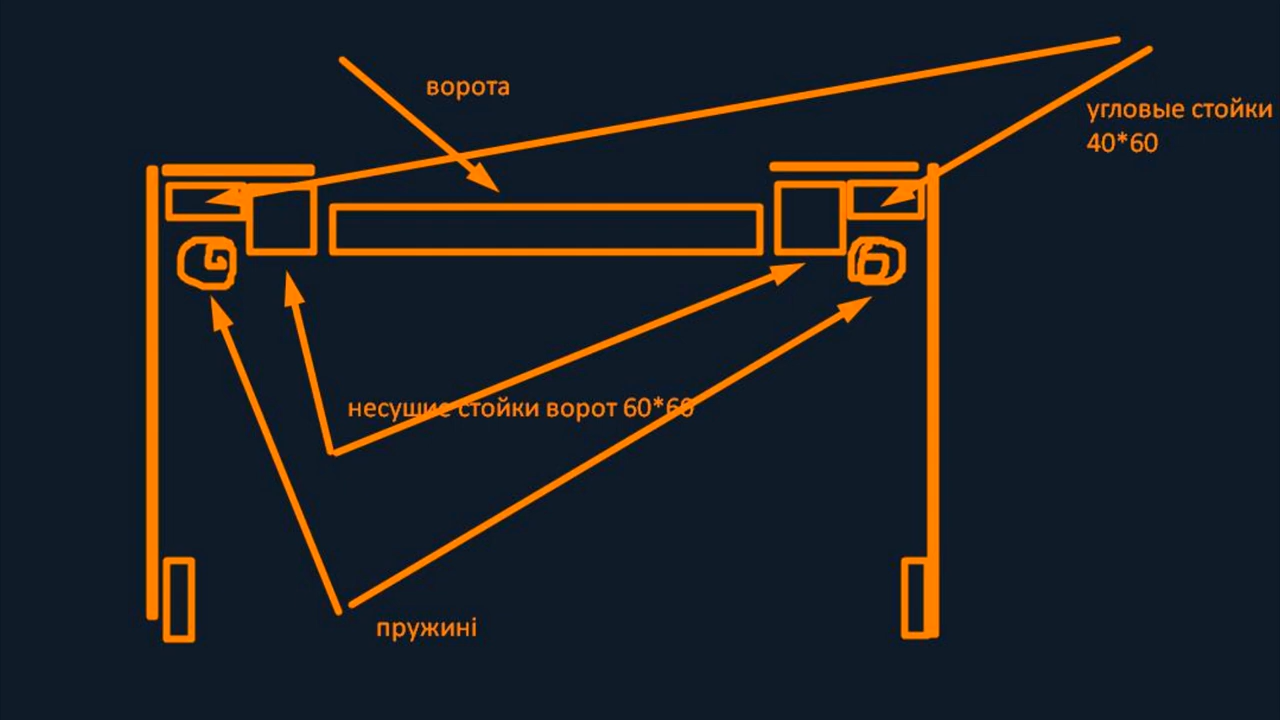 ворота
угловые стойки
40*60
несущие стойки ворот 60*60
пружині